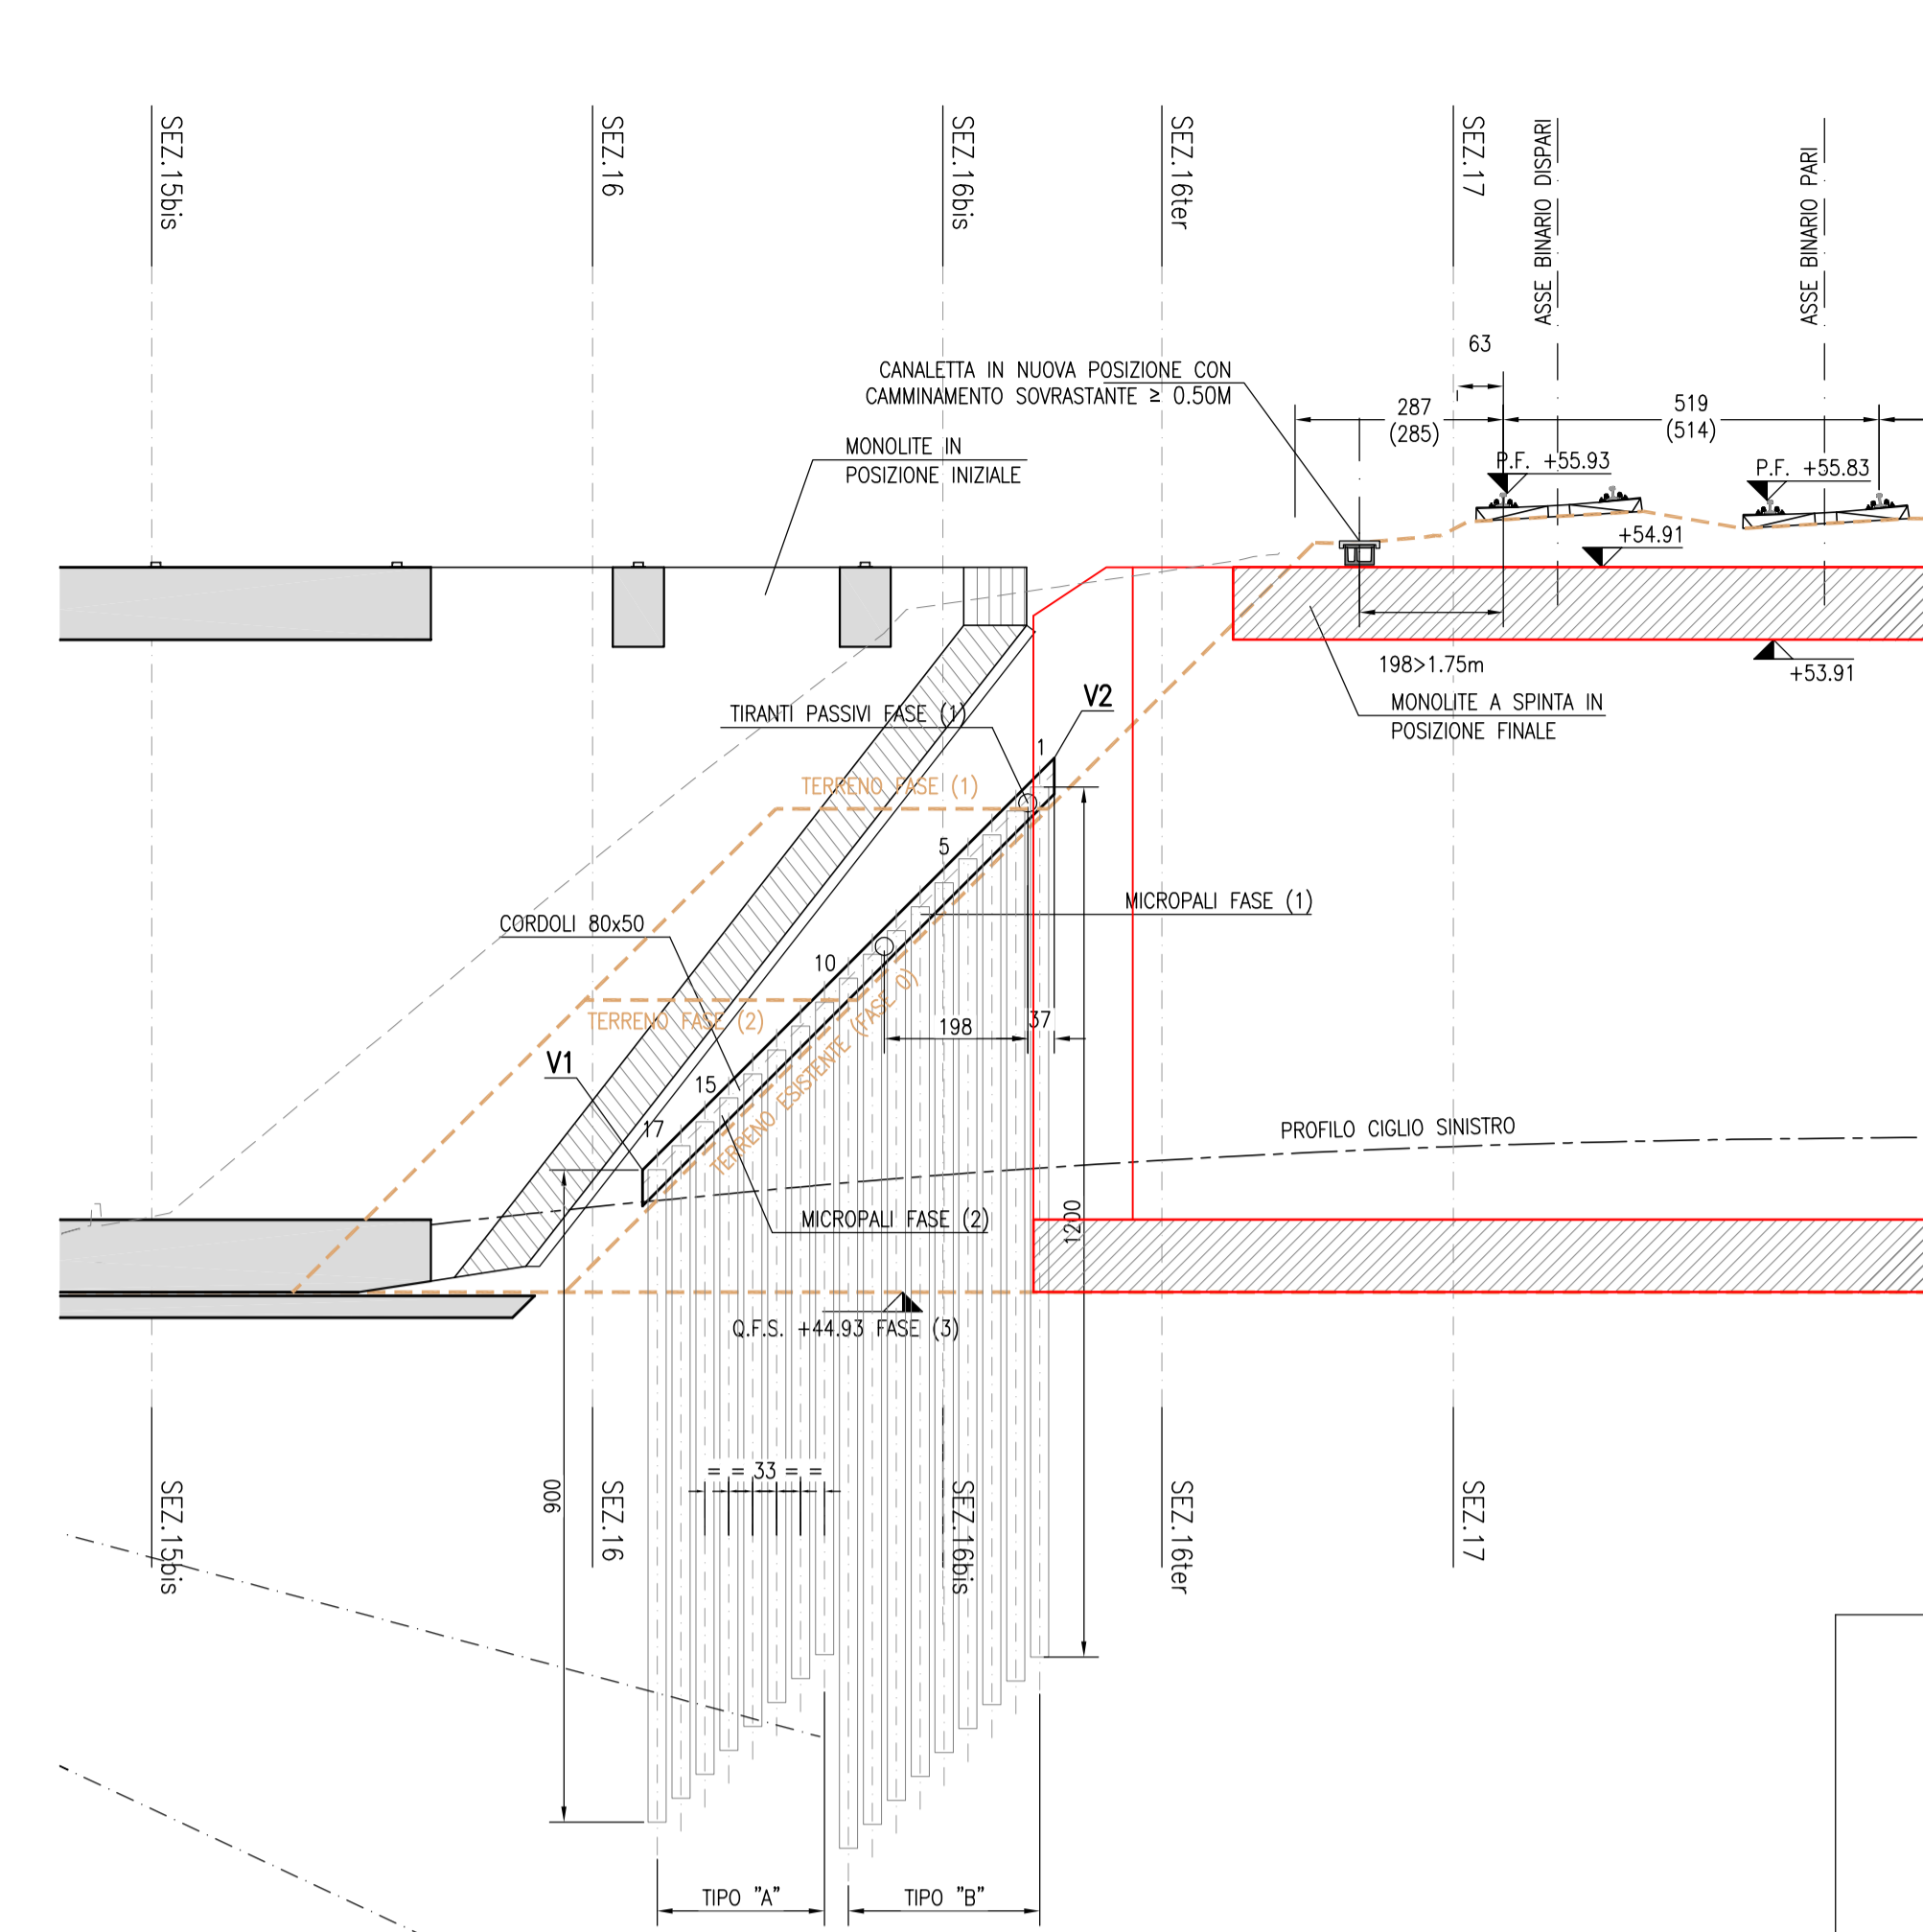 SEZ.15bis
SEZ.16
SEZ.16bis
SEZ.16ter
SEZ.17
ASSE BINARIO DISPARI
ASSE BINARIO PARI
63
CANALETTA IN NUOVA POSIZIONE CON
CAMMINAMENTO SOVRASTANTE ≥ 0.50M
287
(285)
519
(514)
MONOLITE IN
POSIZIONE INIZIALE
P.F. +55.93
P.F. +55.83
+54.91
198>1.75m
+53.91
MONOLITE A SPINTA IN
POSIZIONE FINALE
TIRANTI PASSIVI FASE (1)
V2
1
TERRENO FASE (1)
5
MICROPALI FASE (1)
CORDOLI 80x50
10
TERRENO FASE (2)
TERRENO ESISTENTE (FASE 0)
198
37
V1
15
17
PROFILO CIGLIO SINISTRO
MICROPALI FASE (2)
1200
Q.F.S. +44.93 FASE (3)
= = 33 = =
900
SEZ.15bis
SEZ.16
SEZ.16bis
SEZ.16ter
SEZ.17
TIPO "A"
TIPO "B"